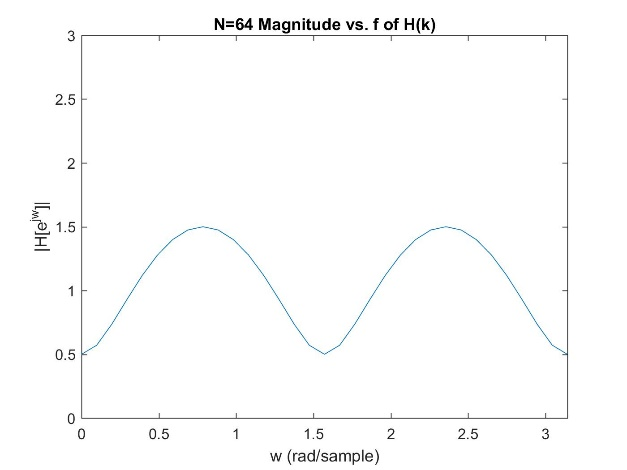 N=64 Magnitude vs. f of H(k)
3
2.5
2
1.5
1
0.5
0
|H[e^jw]|
0 0.5 1 1.5 2 2.5 3
w (rad/sample)